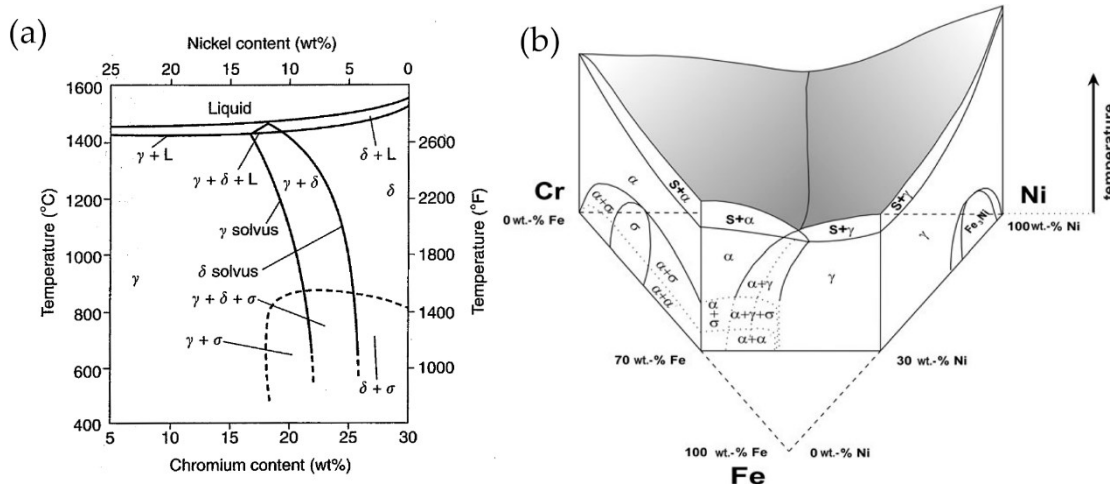 (a)
Nickel content (wt%)
25 20 15 10 5 0
1600
1400
1200
1000
800
600
400
Temperature (°C)
Liquid
γ + L
γ + δ + L
γ + δ
δ + L
δ
γ solvus
δ solvus
γ
γ + δ + σ
γ + σ
δ + σ
2600
2200
1800
1400
1000
Temperature (°F)
5 10 15 20 25 30
Chromium content (wt%)
(b)
temperature
Cr
0 wt.-% Fe
Ni
100 wt.-% Ni
α
α+σ
σ
α+σ
α+α
S+α
S+α
S+γ
S+γ
γ
Fe₃Ni
α
α+γ
γ
α
+
σ
α+γ+σ
α+α
70 wt.-% Fe
30 wt.-% Ni
100 wt.-% Fe
0 wt.-% Ni
Fe